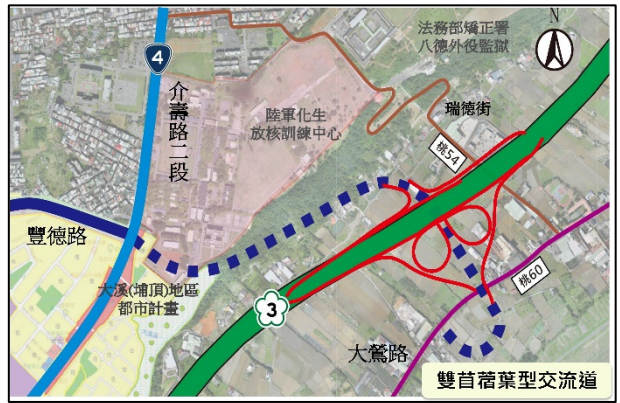 法務部矯正署
八德外役監獄
N
4
介壽路二段
陸軍化生
放核訓練中心
瑞德街
桃54
豐德路
大溪(埔頂)地區
都市計畫
3
桃60
大鶯路
雙苜蓿葉型交流道